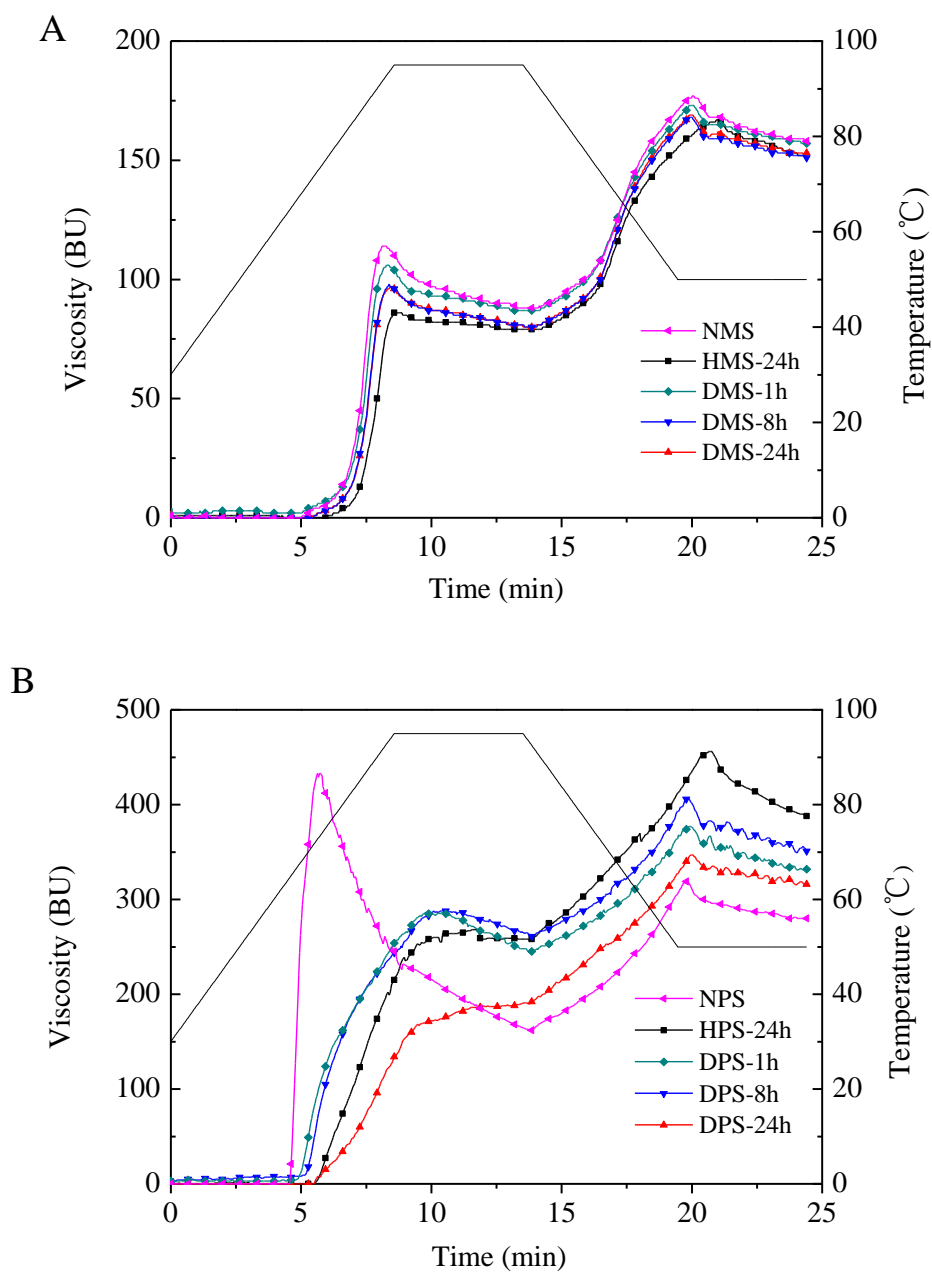 A
200
150
100
50
0
100
80
60
40
20
0
0 5 10 15 20 25
Viscosity (BU)
Temperature (℃)
Time (min)
NMS
HMS-24h
DMS-1h
DMS-8h
DMS-24h
B
500
400
300
200
100
0
100
80
60
40
20
0
0 5 10 15 20 25
Viscosity (BU)
Temperature (℃)
Time (min)
NPS
HPS-24h
DPS-1h
DPS-8h
DPS-24h